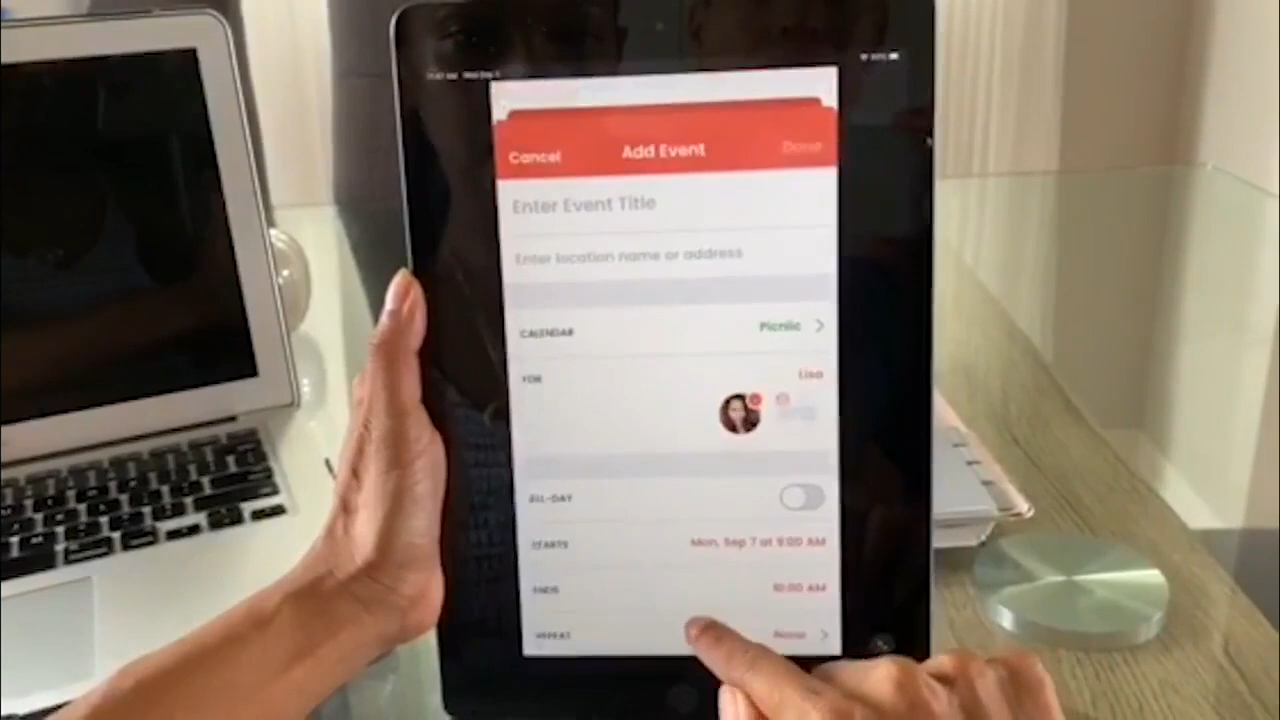 Cancel Add Event Done
Enter Event Title
Enter location name or address
CALENDAR Picniic
FOR Lisa
ALL-DAY
STARTS Mon, Sep 7 at 9:00 AM
ENDS 10:00 AM
REPEAT None